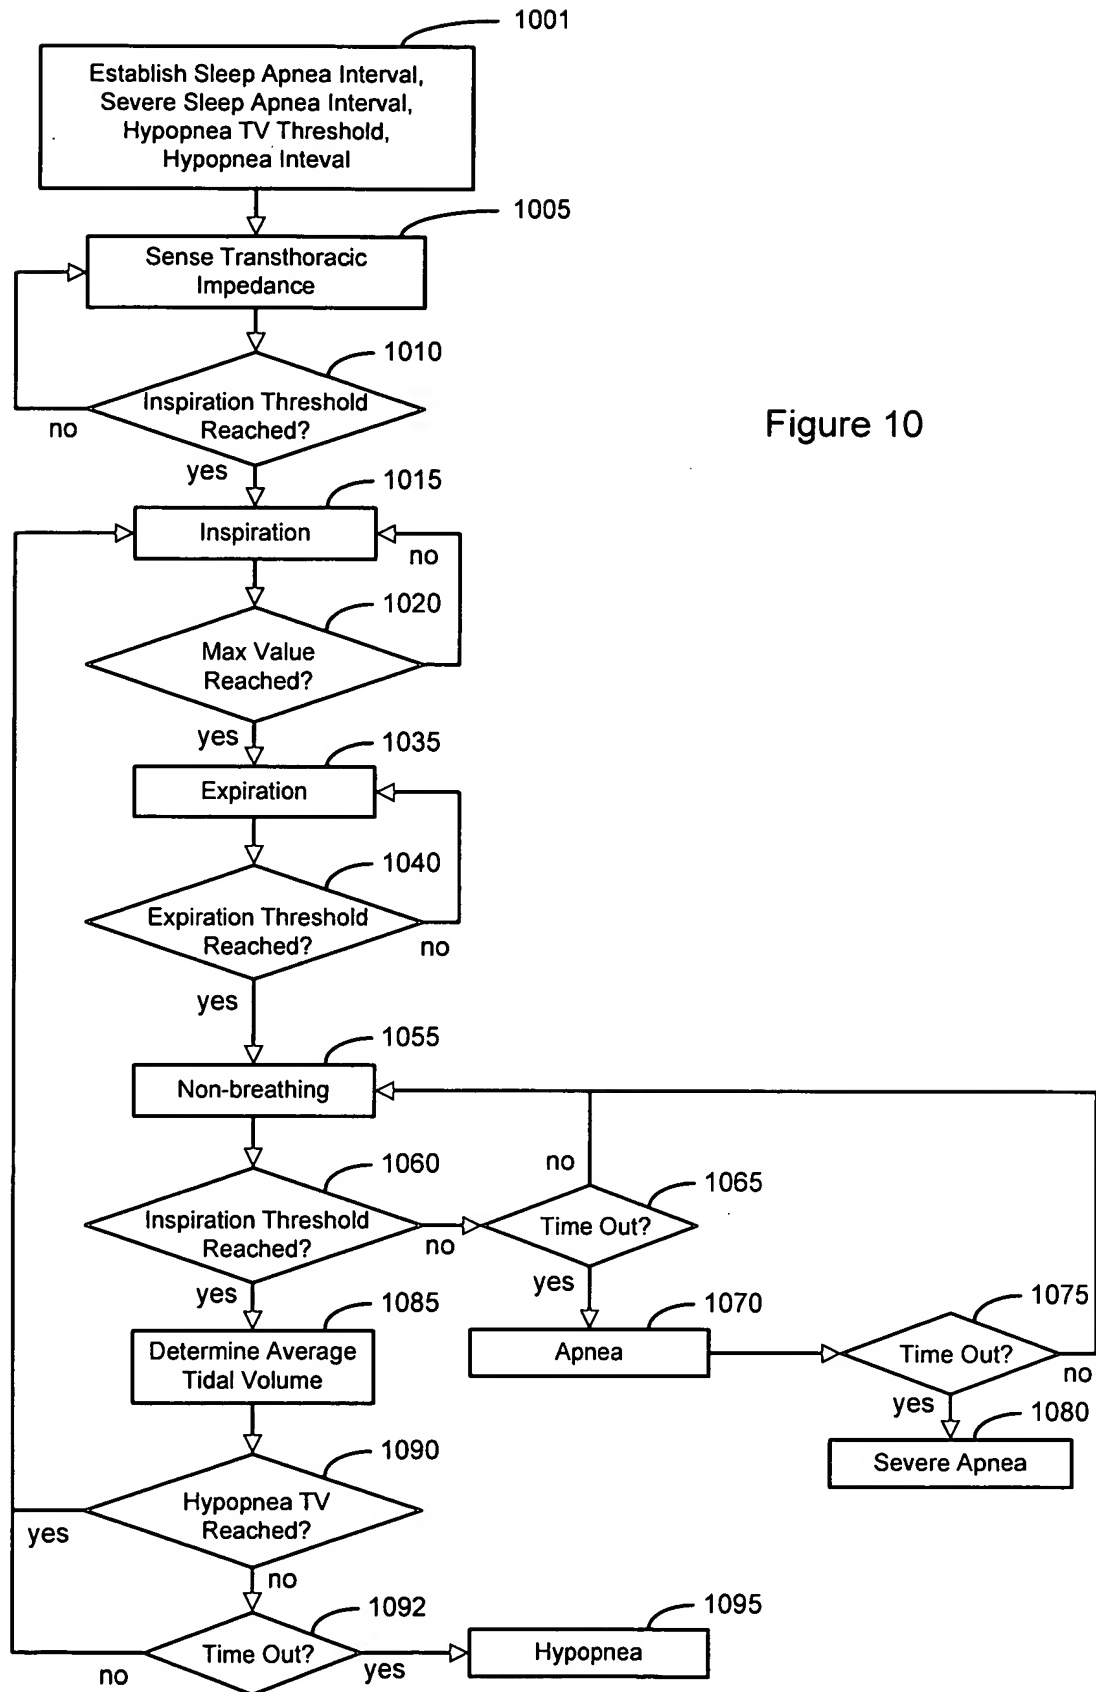 1001
Establish Sleep Apnea Interval,
Severe Sleep Apnea Interval,
Hypopnea TV Threshold,
Hypopnea Inteval
1005
Sense Transthoracic
Impedance
1010
Inspiration Threshold
Reached?
no
yes
Figure 10
1015
Inspiration
no
1020
Max Value
Reached?
yes
1035
Expiration
1040
Expiration Threshold
Reached?
no
yes
1055
Non-breathing
1060
Inspiration Threshold
Reached?
no
yes
1065
Time Out?
no
yes
1070
Apnea
1075
Time Out?
no
yes
1080
Severe Apnea
1085
Determine Average
Tidal Volume
1090
Hypopnea TV
Reached?
yes
no
1092
Time Out?
no
yes
1095
Hypopnea